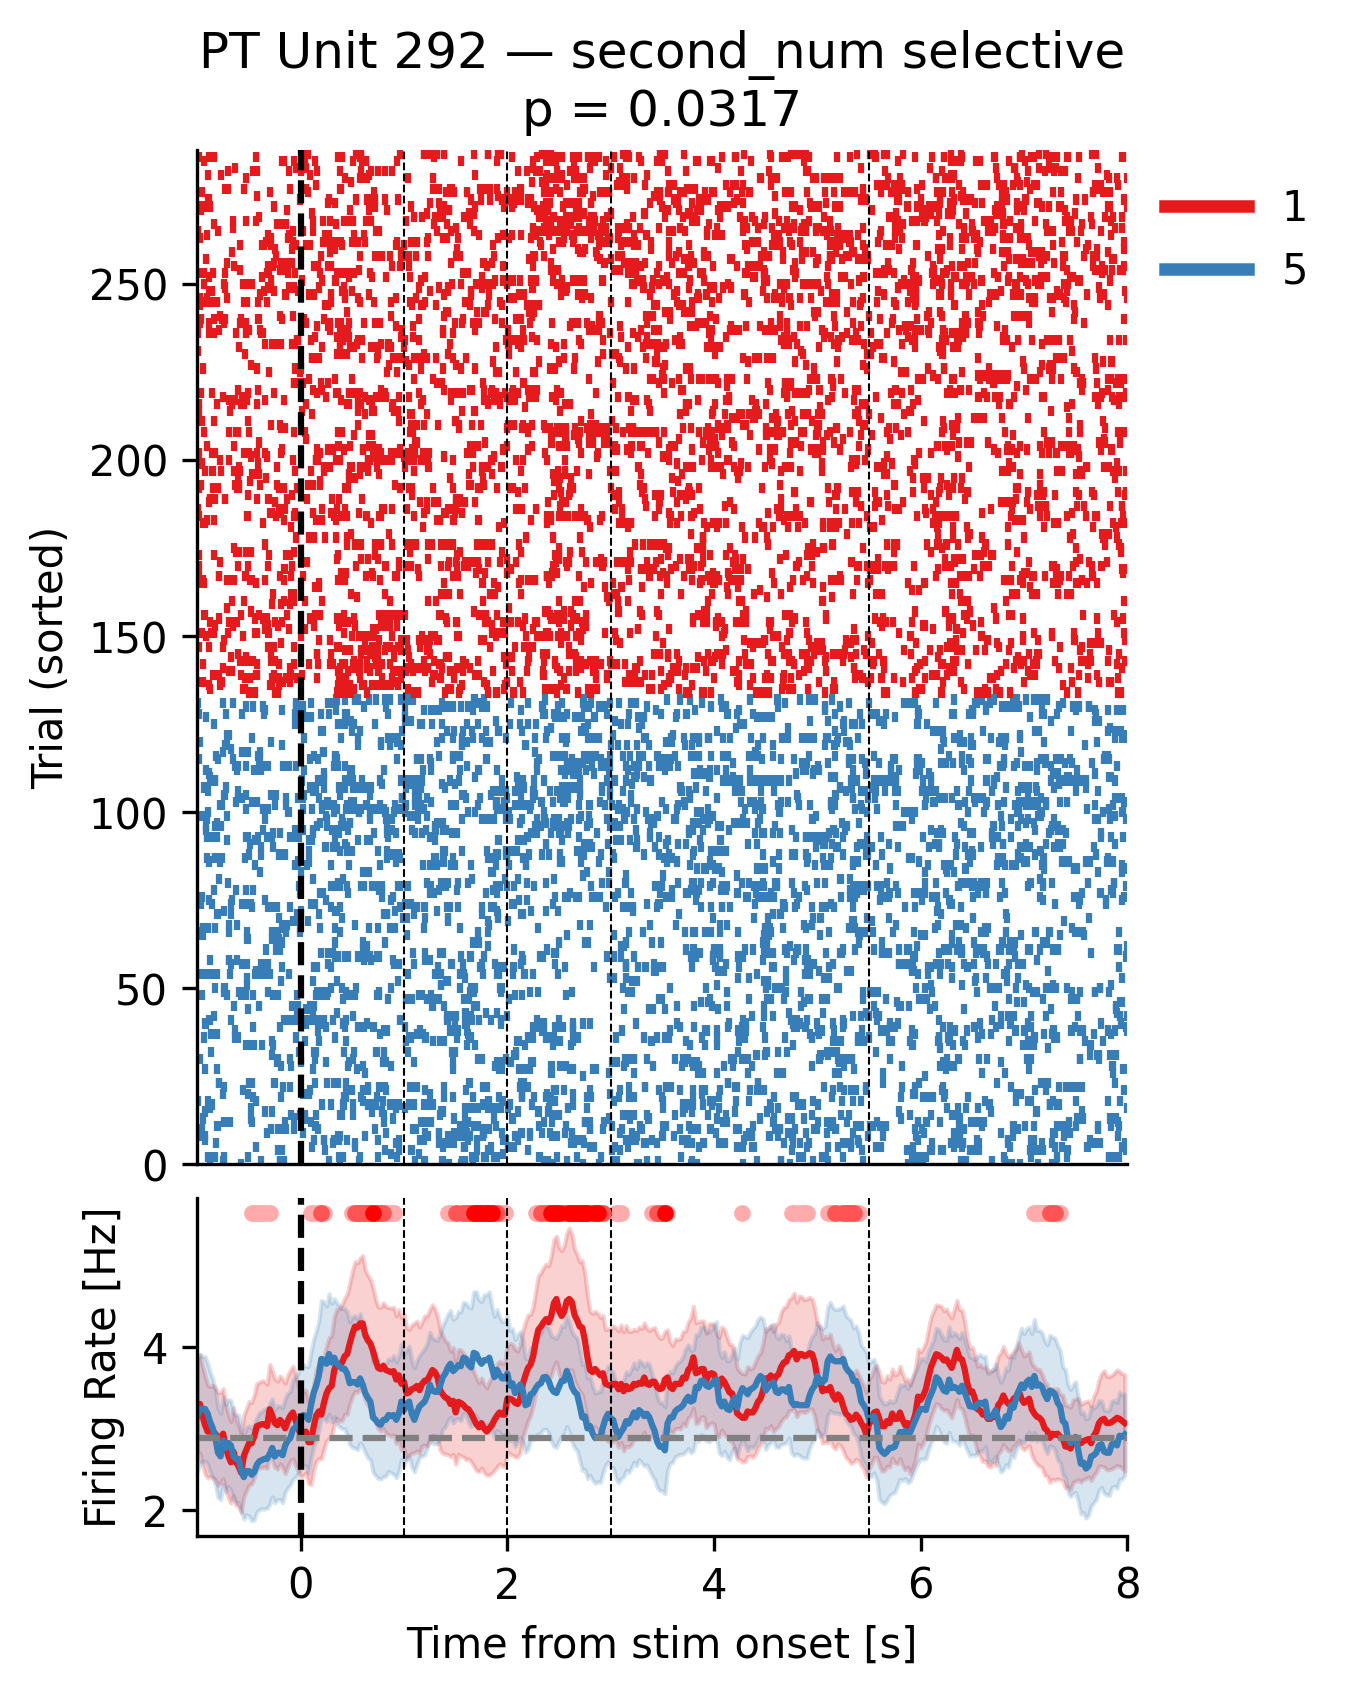 PT Unit 292 — second_num selective
p = 0.0317
1
5
Trial (sorted)
250
200
150
100
50
0
Firing Rate [Hz]
4
2
0 2 4 6 8
Time from stim onset [s]